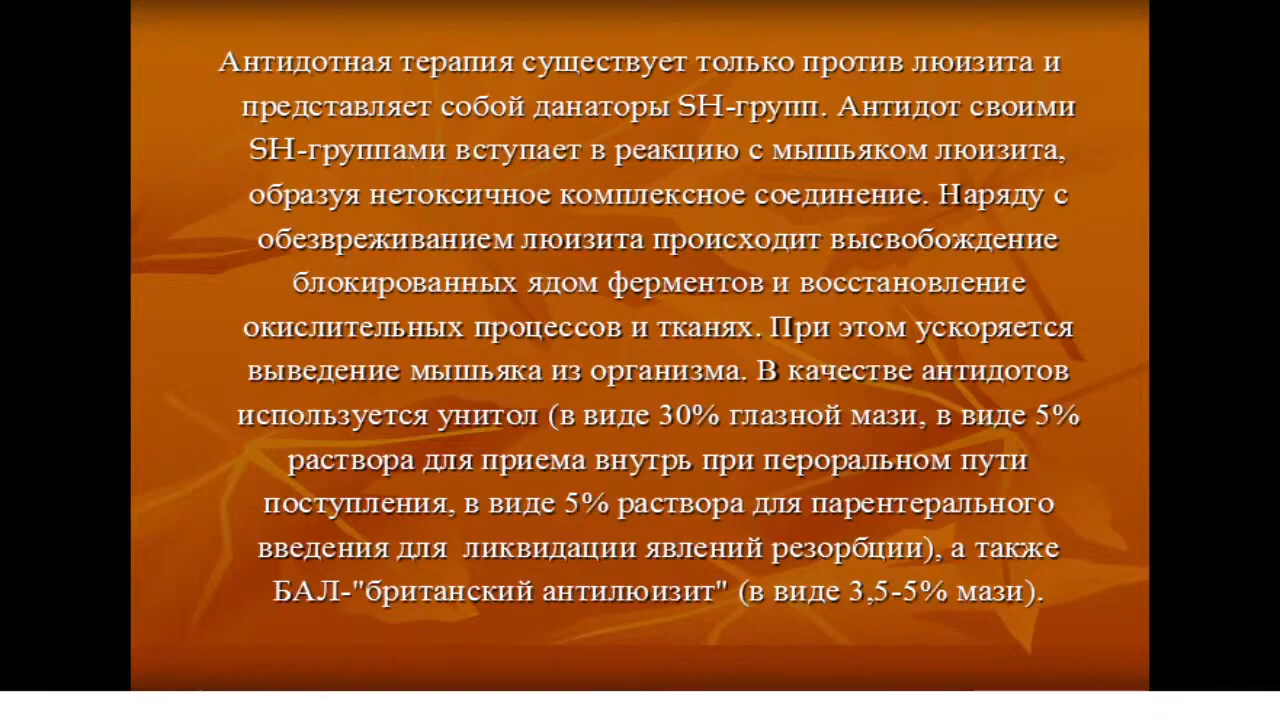 Антидотная терапия существует только против люизита и
представляет собой данаторы SH-групп. Антидот своими
SH-группами вступает в реакцию с мышьяком люизита,
образуя нетоксичное комплексное соединение. Наряду с
обезвреживанием люизита происходит высвобождение
блокированных ядом ферментов и восстановление
окислительных процессов и тканях. При этом ускоряется
выведение мышьяка из организма. В качестве антидотов
используется унитол (в виде 30% глазной мази, в виде 5%
раствора для приема внутрь при пероральном пути
поступления, в виде 5% раствора для парентерального
введения для ликвидации явлений резорбции), а также
БАЛ-"британский антилюизит" (в виде 3,5-5% мази).